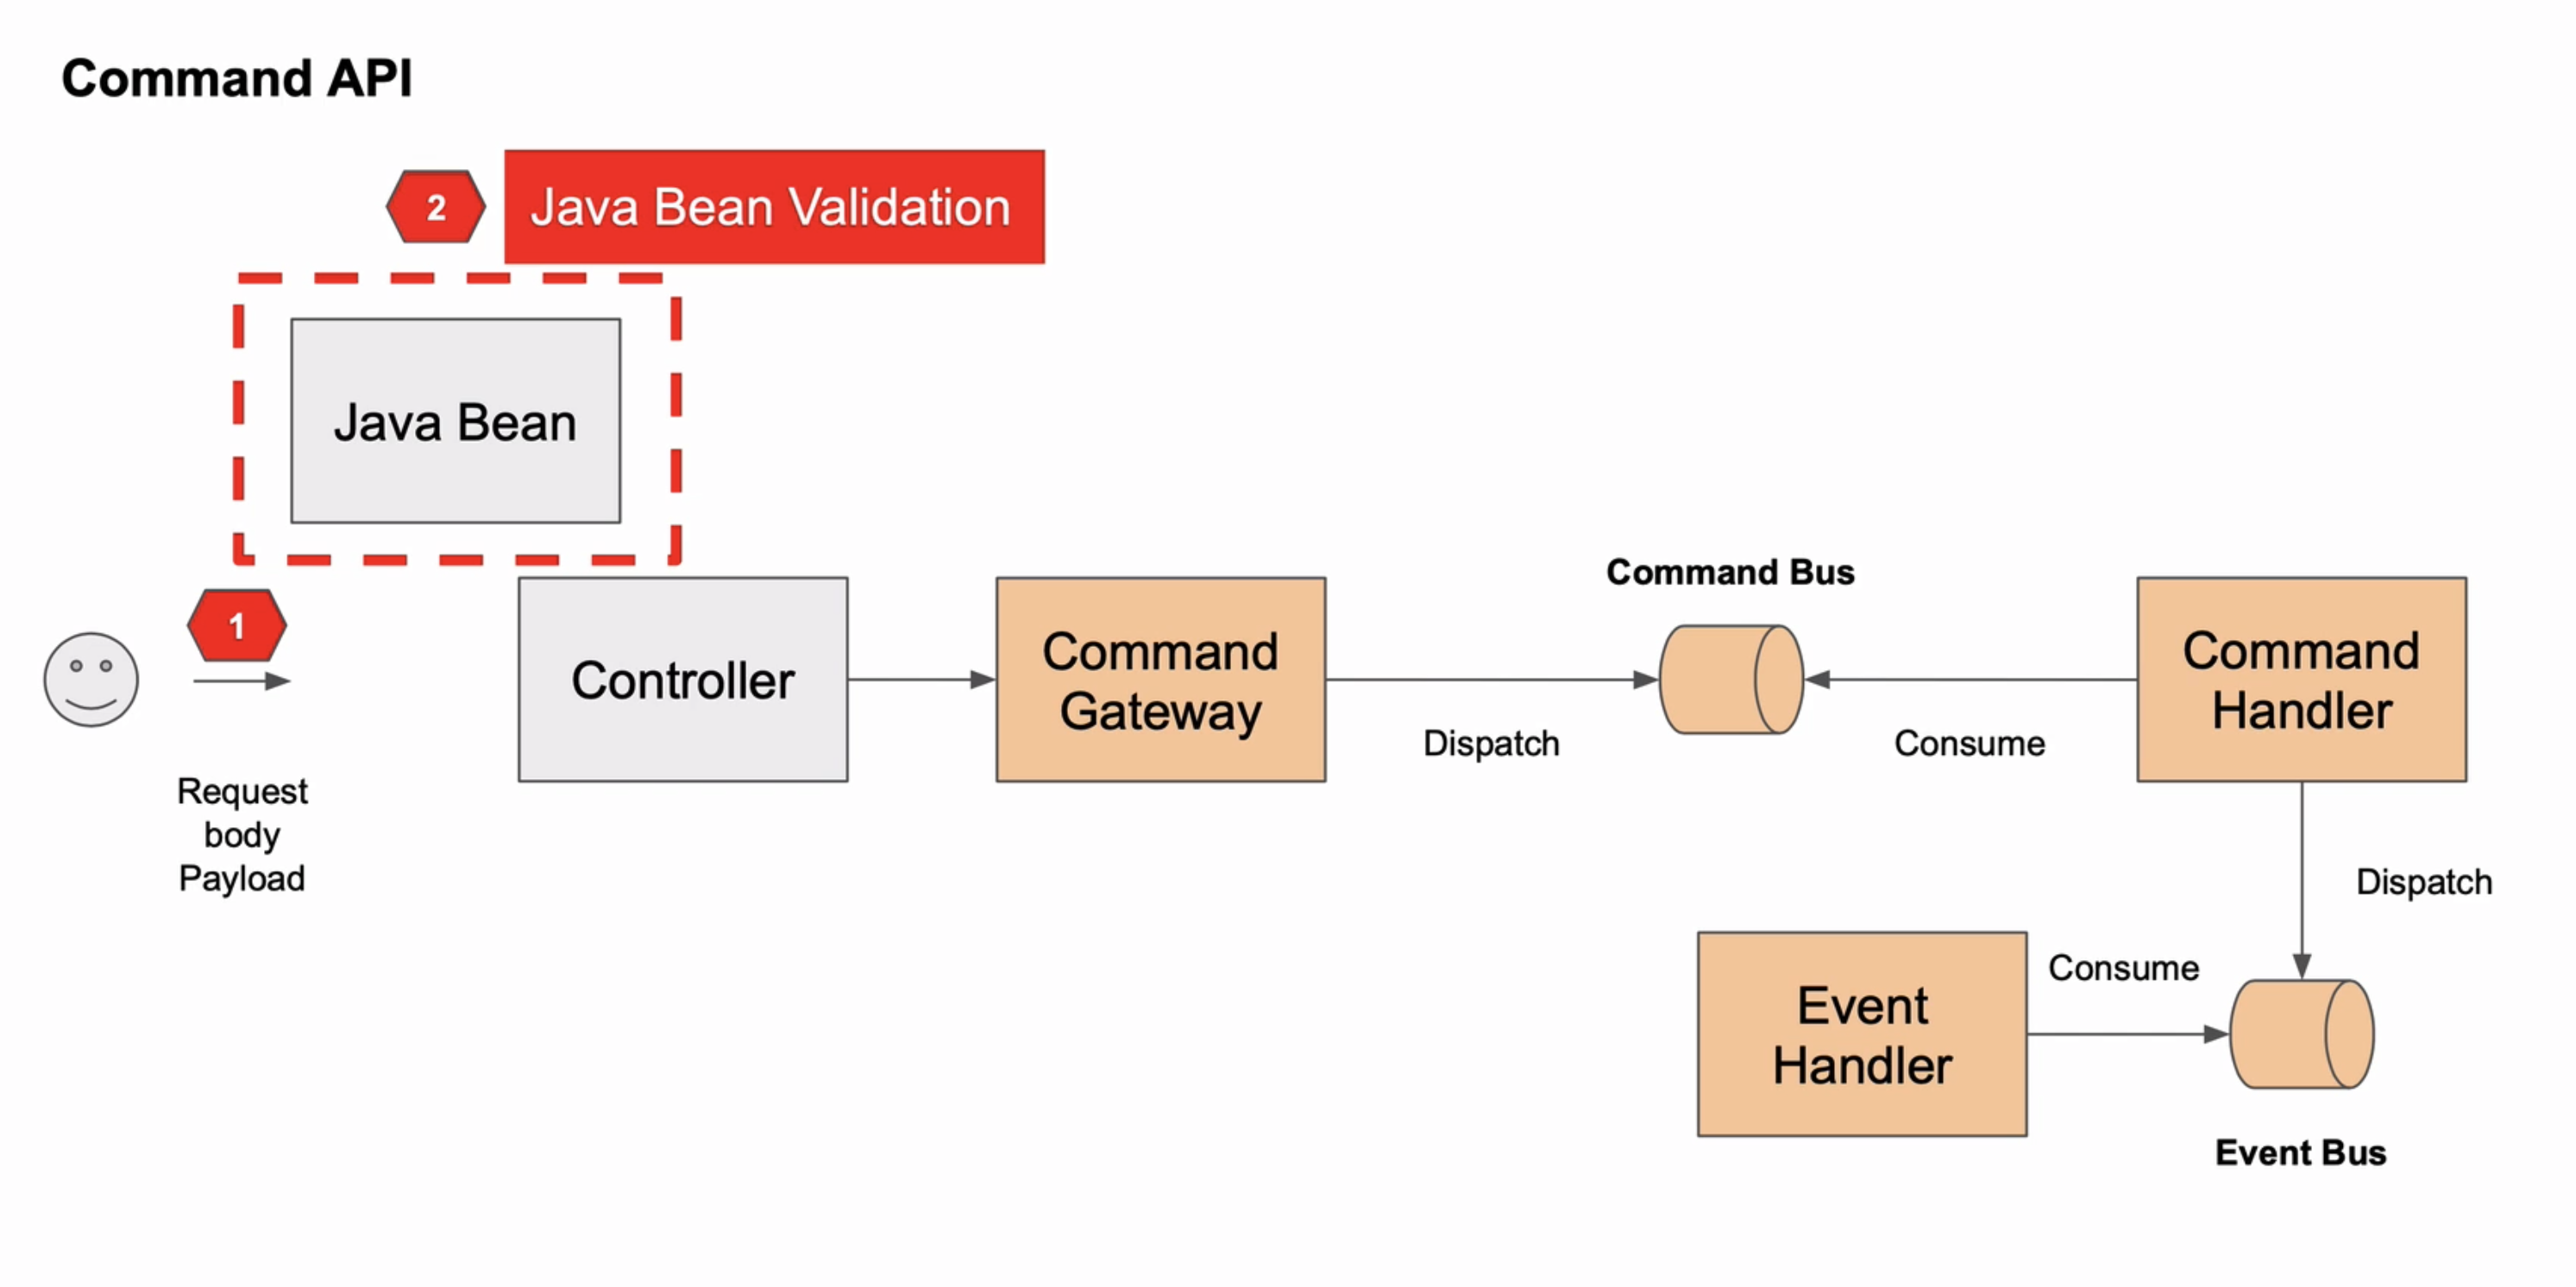 Command API
2
Java Bean Validation
Java Bean
1
Request
body
Payload
Controller
Command
Gateway
Dispatch
Command Bus
Consume
Command
Handler
Dispatch
Event
Handler
Consume
Event Bus